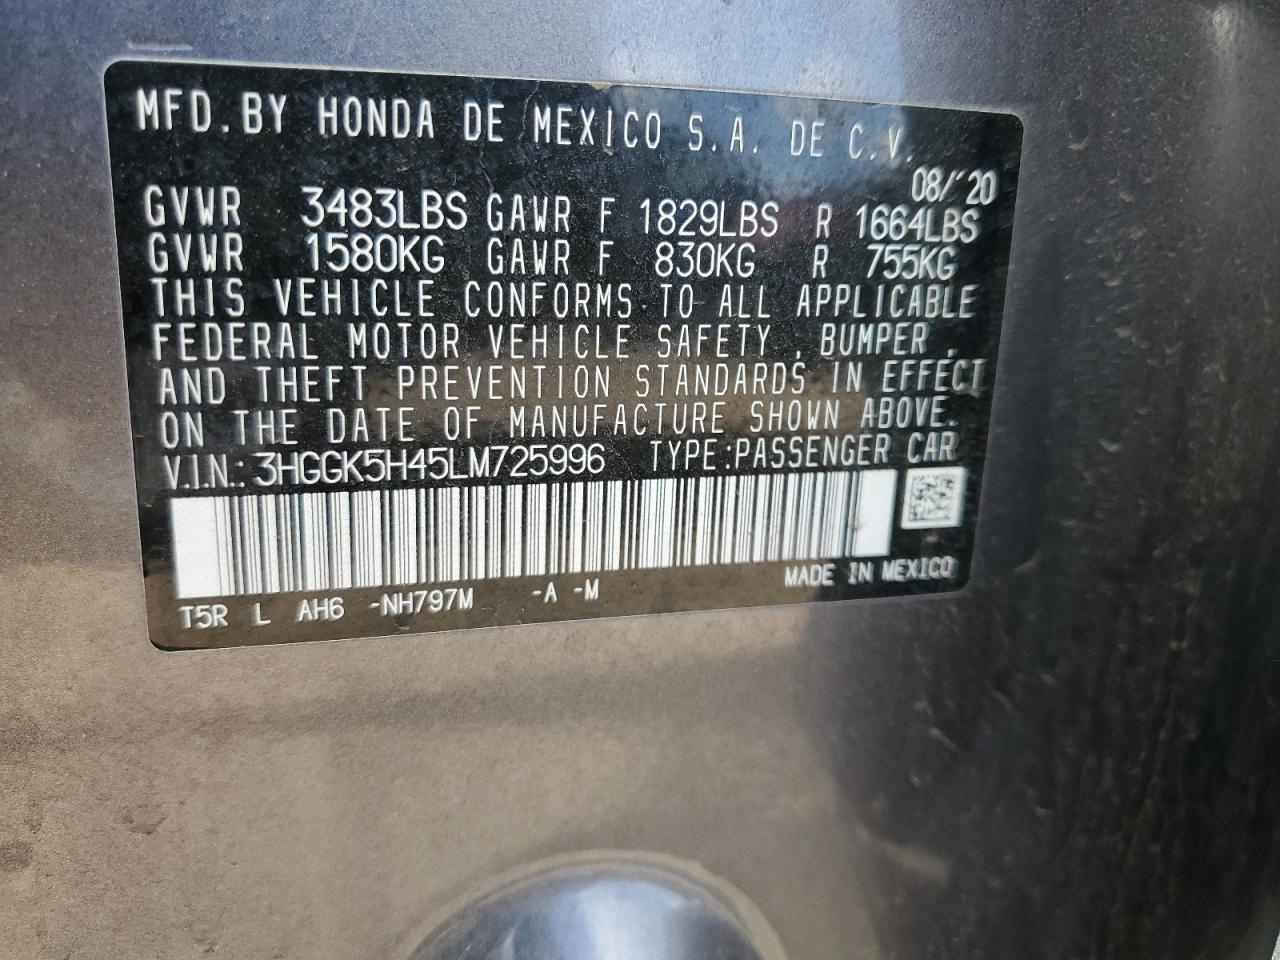 MFD. BY HONDA DE MEXICO S.A. DE C.V.
08/20
GVWR 3483LBS GAWR F 1829LBS R 1664LBS
GVWR 1580KG GAWR F 830KG R 755KG
THIS VEHICLE CONFORMS TO ALL APPLICABLE
FEDERAL MOTOR VEHICLE SAFETY, BUMPER,
AND THEFT PREVENTION STANDARDS IN EFFECT
ON THE DATE OF MANUFACTURE SHOWN ABOVE.
V.I.N.: 3HGGK5H45LM725996 TYPE:PASSENGER CAR
MADE IN MEXICO
T5R L AH6 -NH797M -A -M